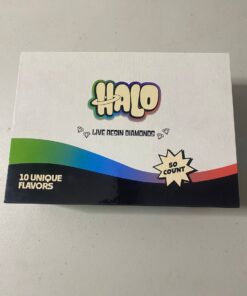 HALO
LIVE RESIN DIAMONDS
50
COUNT
10 UNIQUE
FLAVORS